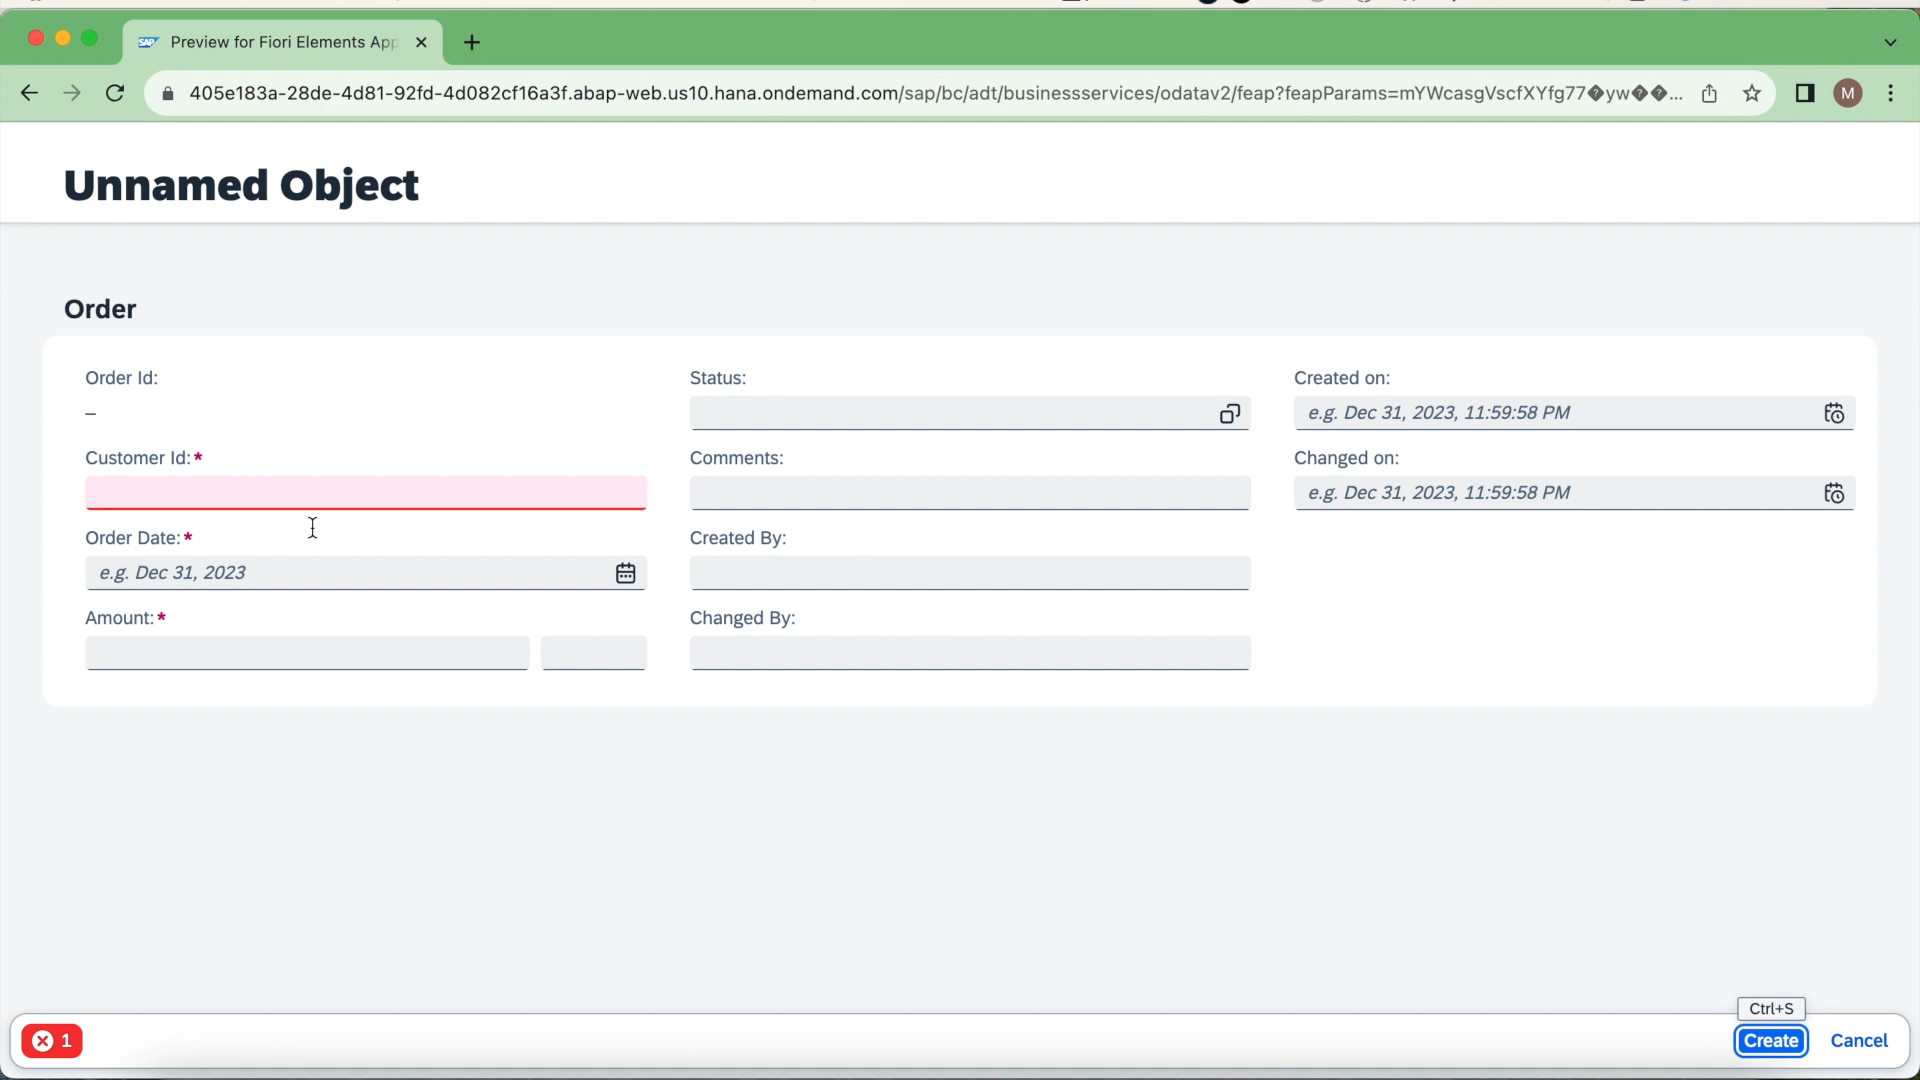 SAP Preview for Fiori Elements App
405e183a-28de-4d81-92fd-4d082cf16a3f.abap-web.us10.hana.ondemand.com/sap/bc/adt/businessservices/odatav2/feap?feapParams=mYWcasgVscfXYfg77�yw��...
M
Unnamed Object
Order
Order Id:
–
Customer Id:*
Order Date:*
e.g. Dec 31, 2023
Amount:*
Status:
Comments:
Created By:
Changed By:
Created on:
e.g. Dec 31, 2023, 11:59:58 PM
Changed on:
e.g. Dec 31, 2023, 11:59:58 PM
Ctrl+S
1
Create Cancel